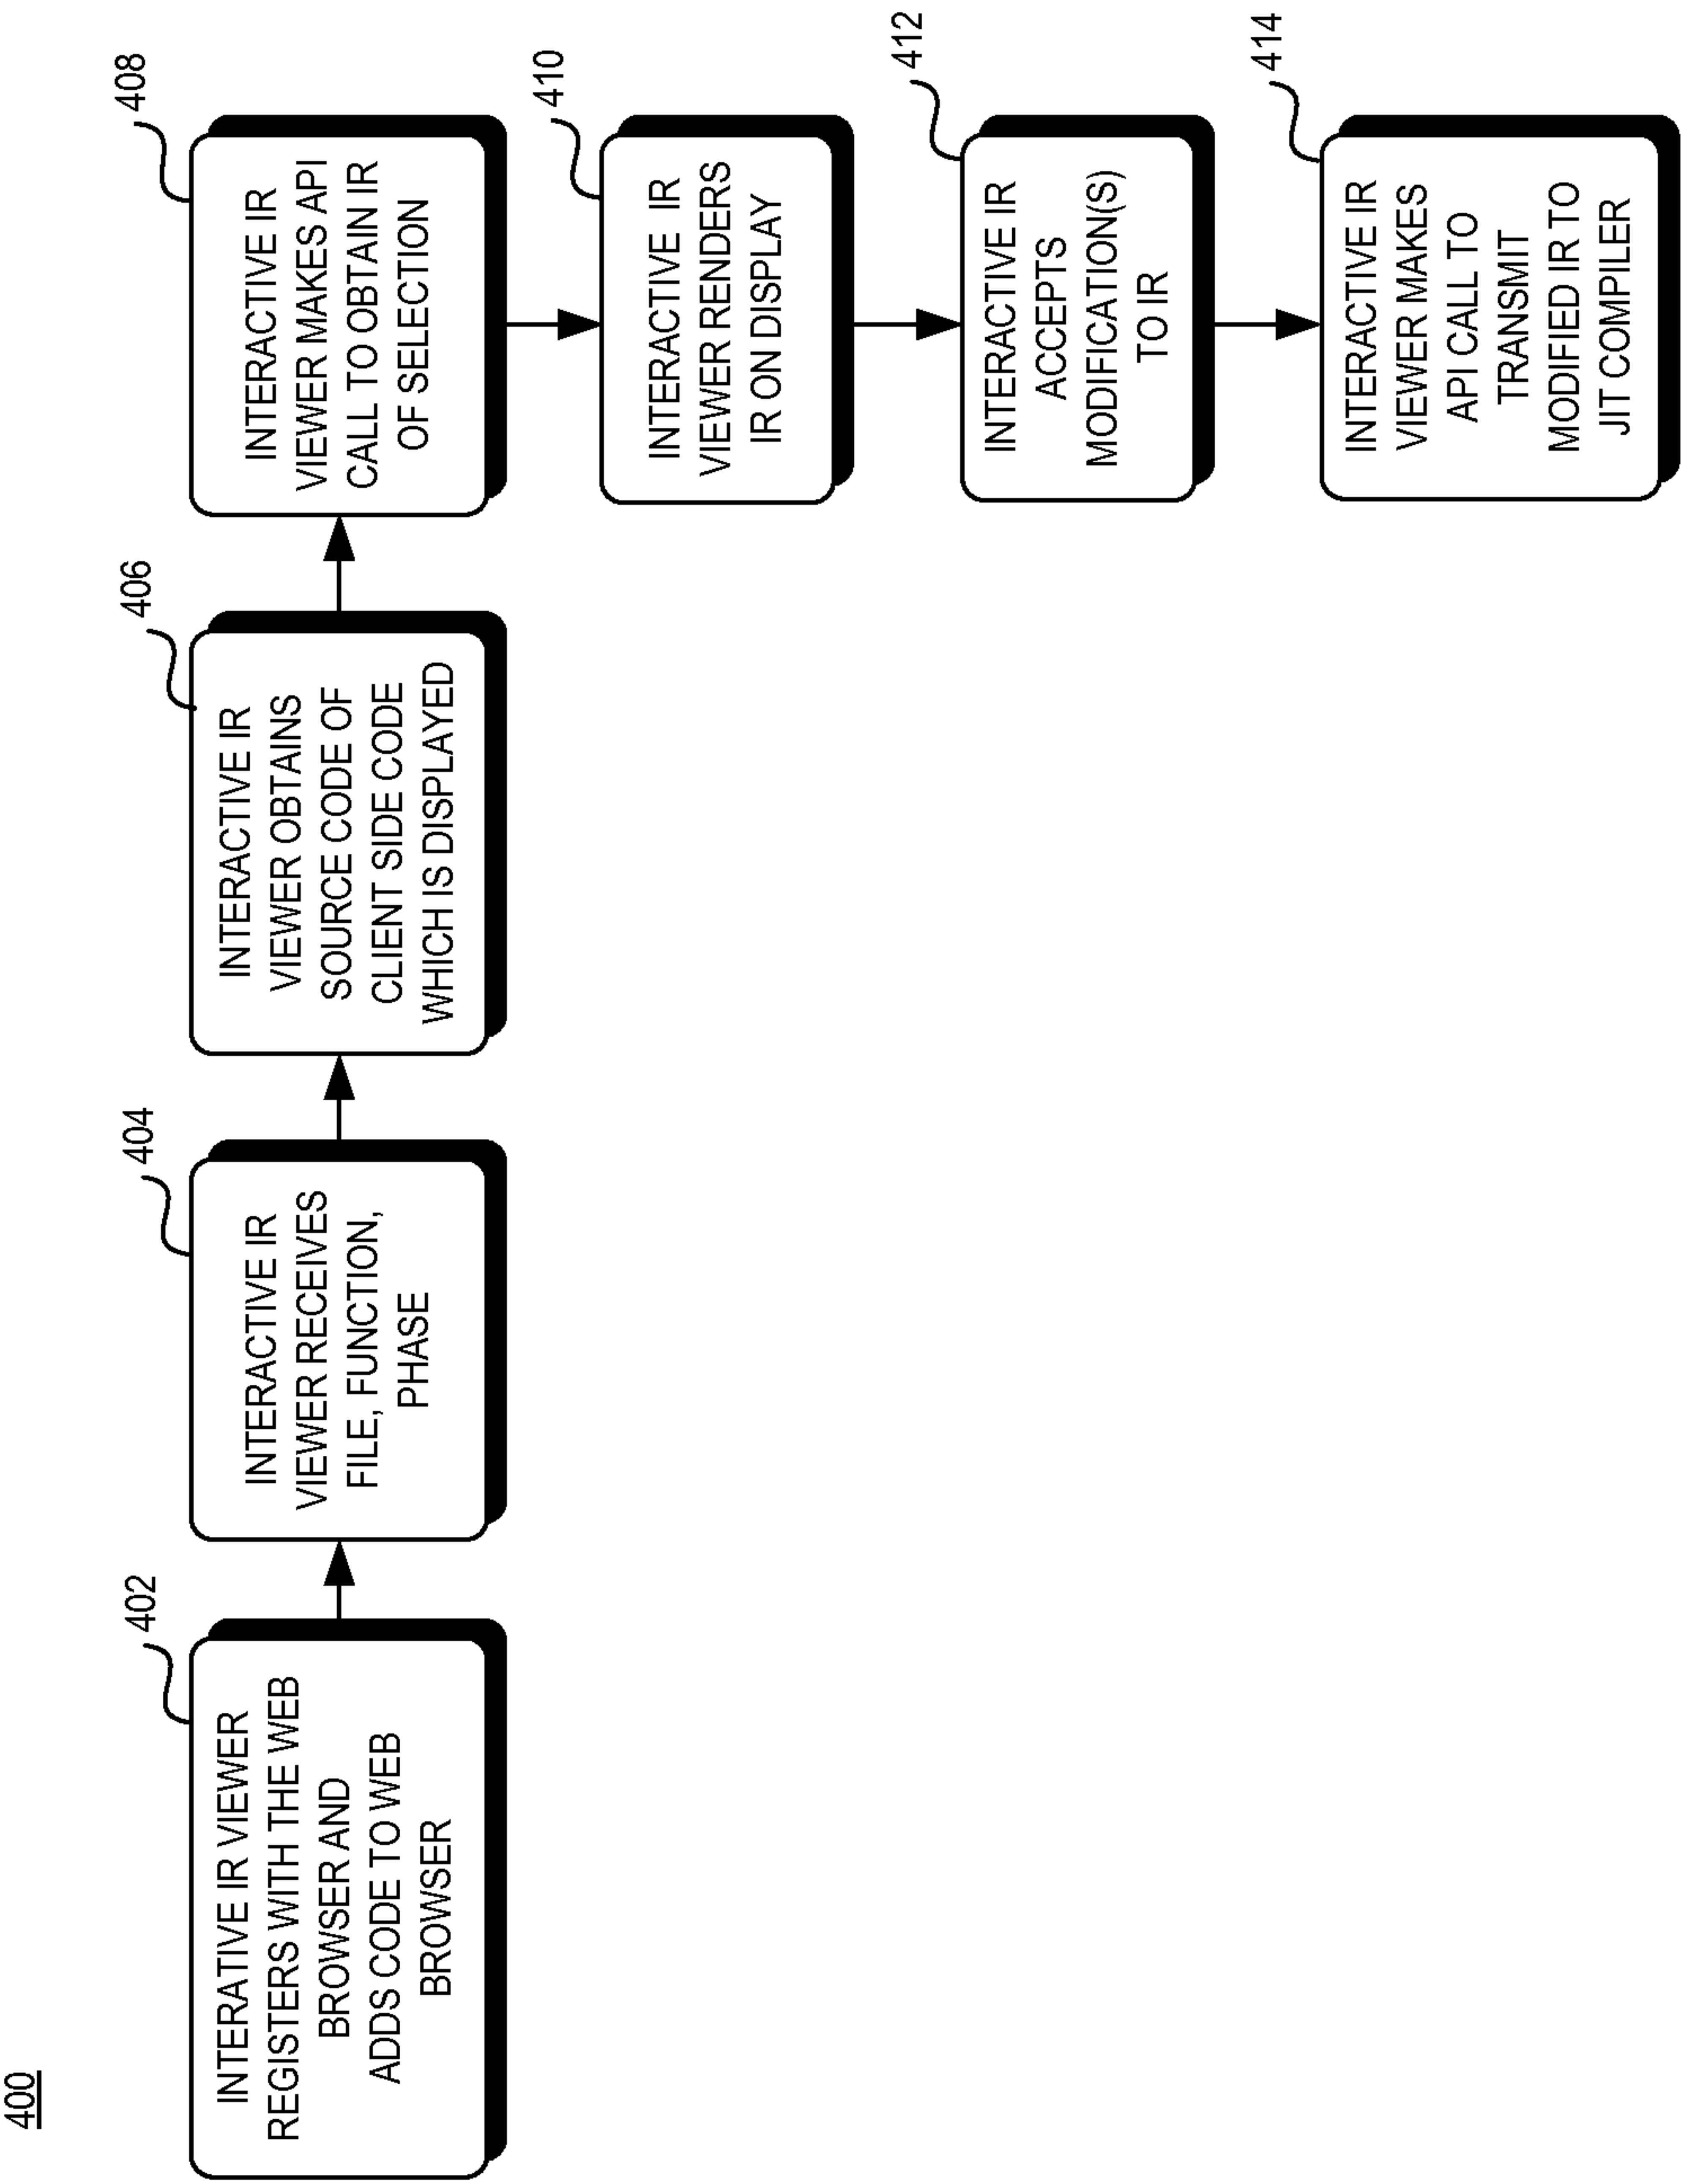 400
402
INTERATIVE IR VIEWER
REGISTERS WITH THE WEB
BROWSER AND
ADDS CODE TO WEB
BROWSER
404
INTERACTIVE IR
VIEWER RECEIVES
FILE, FUNCTION,
PHASE
406
INTERACTIVE IR
VIEWER OBTAINS
SOURCE CODE OF
CLIENT SIDE CODE
WHICH IS DISPLAYED
408
INTERACTIVE IR
VIEWER MAKES API
CALL TO OBTAIN IR
OF SELECTION
410
INTERACTIVE IR
VIEWER RENDERS
IR ON DISPLAY
412
INTERACTIVE IR
ACCEPTS
MODIFICATION(S)
TO IR
414
INTERACTIVE IR
VIEWER MAKES
API CALL TO
TRANSMIT
MODIFIED IR TO
JIT COMPILER